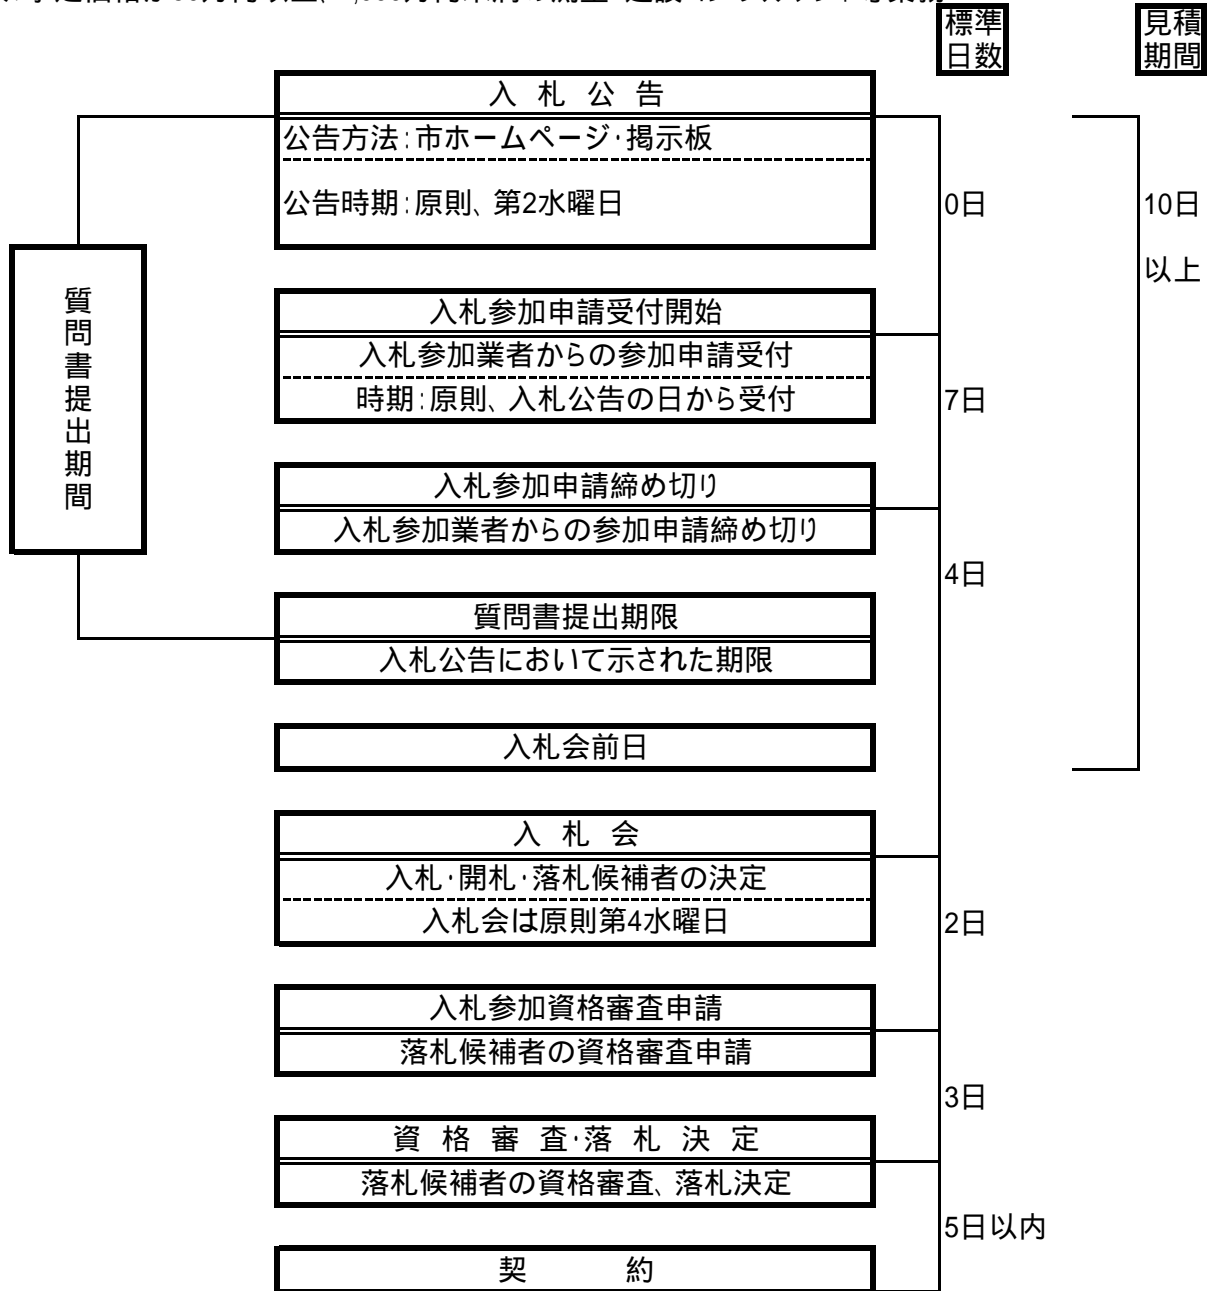 標準
日数
見積
期間
入札公告
公告方法:市ホームページ・掲示板
公告時期:原則、第2水曜日
0日
10日
以上
質問書提出期間
入札参加申請受付開始
入札参加業者からの参加申請受付
時期:原則、入札公告の日から受付
7日
入札参加申請締め切り
入札参加業者からの参加申請締め切り
4日
質問書提出期限
入札公告において示された期限
入札会前日
入札会
入札・開札・落札候補者の決定
入札会は原則第4水曜日
2日
入札参加資格審査申請
落札候補者の資格審査申請
3日
資格審査・落札決定
落札候補者の資格審査、落札決定
5日以内
契約